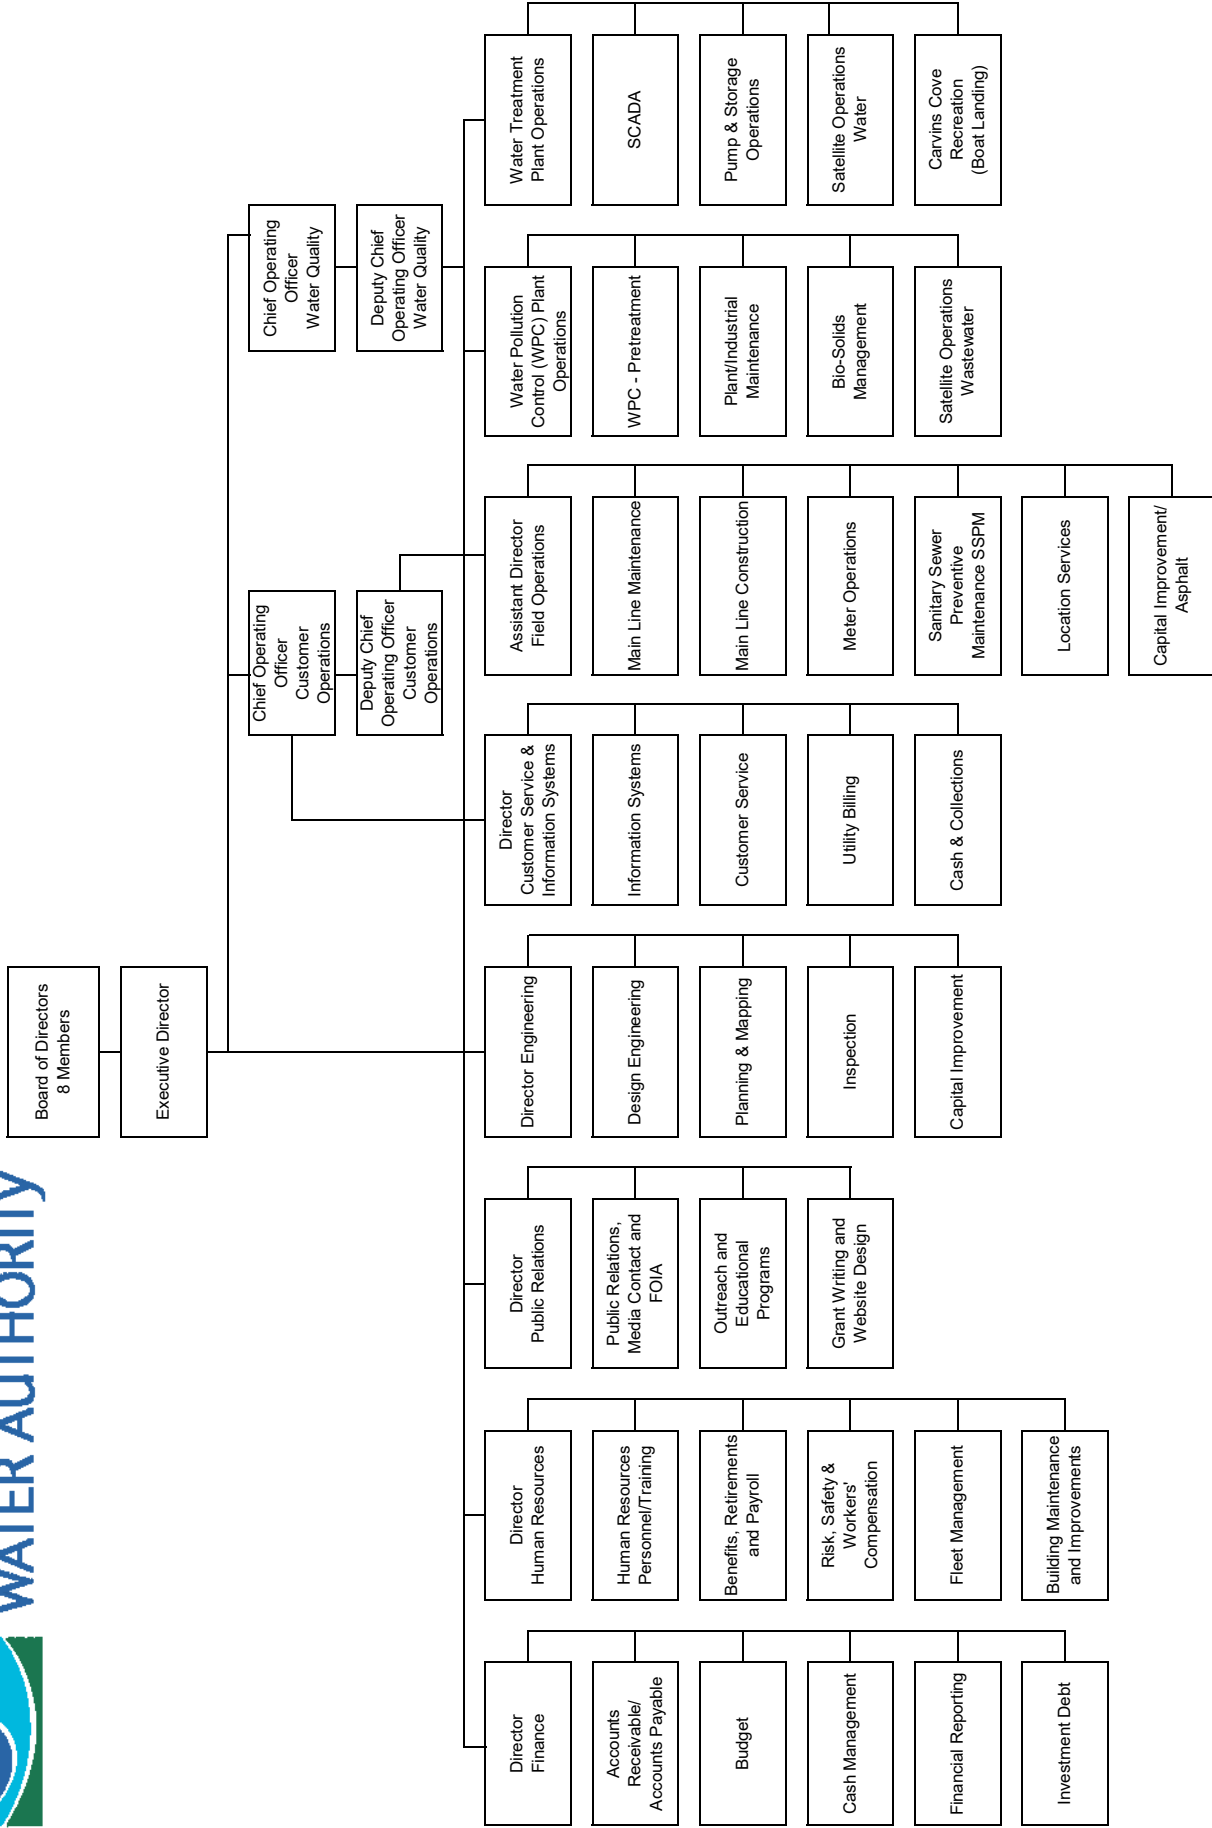 WATER AUTHORITY
Board of Directors
8 Members
Executive Director
Chief Operating
Officer
Customer
Operations
Chief Operating
Officer
Water Quality
Deputy Chief
Operating Officer
Customer
Operations
Deputy Chief
Operating Officer
Water Quality
Director
Finance
Accounts
Receivable/
Accounts Payable
Budget
Cash Management
Financial Reporting
Investment Debt
Director
Human Resources
Human Resources
Personnel/Training
Benefits, Retirements
and Payroll
Risk, Safety &
Workers'
Compensation
Fleet Management
Building Maintenance
and Improvements
Director
Public Relations
Public Relations,
Media Contact and
FOIA
Outreach and
Educational
Programs
Grant Writing and
Website Design
Director Engineering
Design Engineering
Planning & Mapping
Inspection
Capital Improvement
Director
Customer Service &
Information Systems
Information Systems
Customer Service
Utility Billing
Cash & Collections
Assistant Director
Field Operations
Main Line Maintenance
Main Line Construction
Meter Operations
Sanitary Sewer
Preventive
Maintenance SSPM
Location Services
Capital Improvement/
Asphalt
Water Pollution
Control (WPC) Plant
Operations
WPC - Pretreatment
Plant/Industrial
Maintenance
Bio-Solids
Management
Satellite Operations
Wastewater
Water Treatment
Plant Operations
SCADA
Pump & Storage
Operations
Satellite Operations
Water
Carvins Cove
Recreation
(Boat Landing)